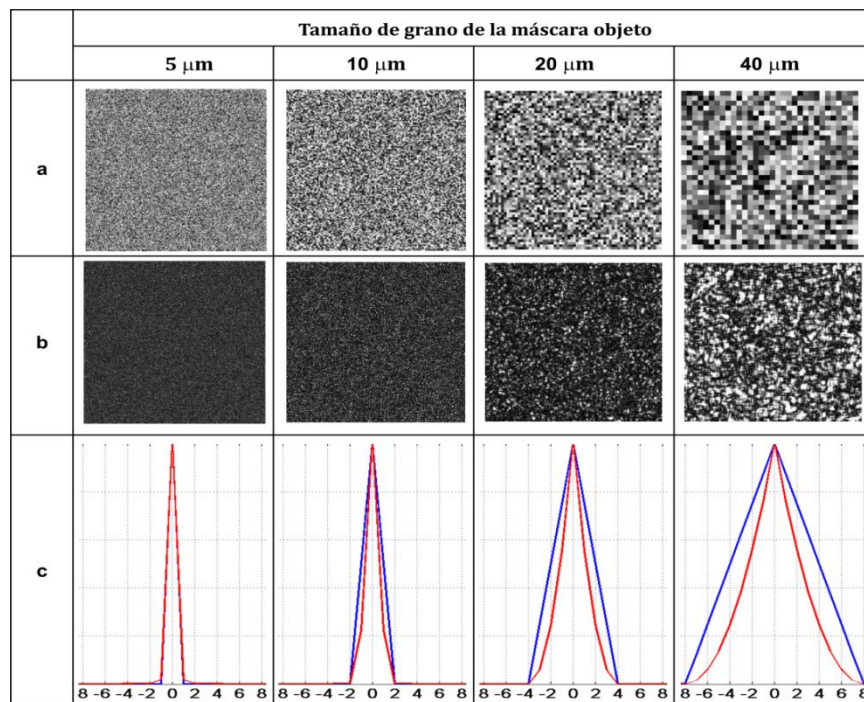 Tamaño de grano de la máscara objeto
5 μm 10 μm 20 μm 40 μm
a
b
c
8 -6 -4 -2 0 2 4 6 8 8 -6 -4 -2 0 2 4 6 8 8 -6 -4 -2 0 2 4 6 8 8 -6 -4 -2 0 2 4 6 8